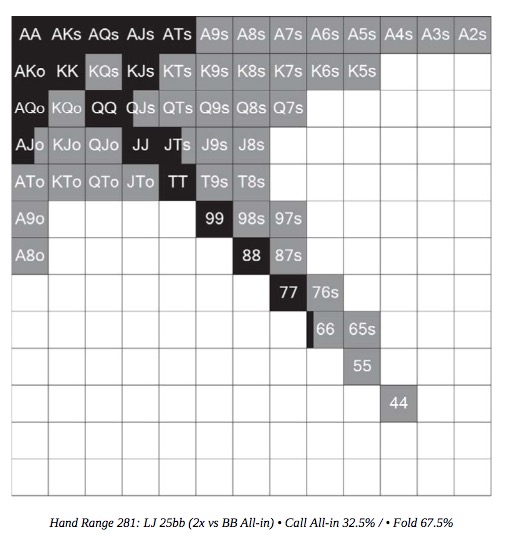 AA AKs AQs AJs ATs A9s A8s A7s A6s A5s A4s A3s A2s
AKo KK KQs KJs KTs K9s K8s K7s K6s K5s
AQo KQo QQ QJs QTs Q9s Q8s Q7s
AJo KJo QJo JJ JTs J9s J8s
ATo KTo QTo JTo TT T9s T8s
A9o 99 98s 97s
A8o 88 87s
77 76s
66 65s
55
44
Hand Range 281: LJ 25bb (2x vs BB All-in) • Call All-in 32.5% / • Fold 67.5%